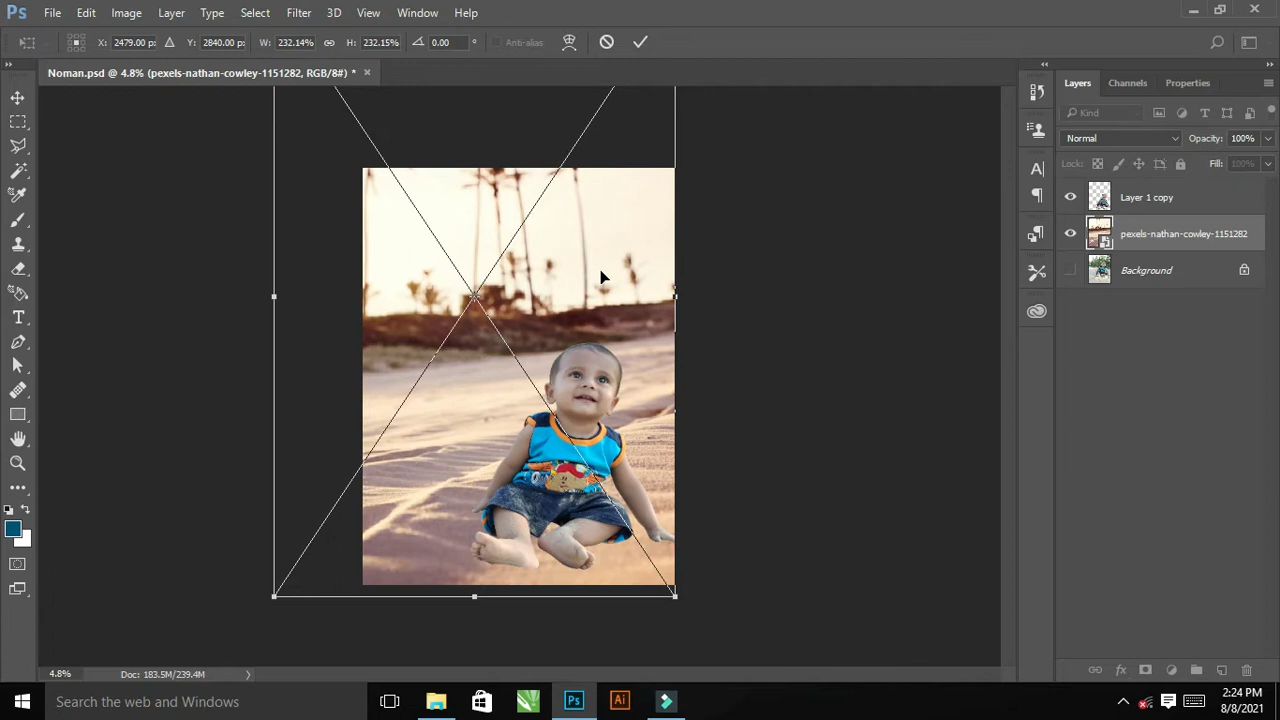 Ps File Edit Image Layer Type Select Filter 3D View Window Help
X: 2479.00 px Y: 2840.00 px W: 232.14% H: 232.15% 0.00 ° Anti-alias
Noman.psd @ 4.8% (pexels-nathan-cowley-1151282, RGB/8#) * ×
Layers Channels Properties
Kind T
Normal Opacity: 100%
Lock: Fill: 100%
Layer 1 copy
pexels-nathan-cowley-1151282
Background
4.8% Doc: 183.5M/239.4M
Search the web and Windows Ps Ai 2:24 PM
8/8/2021